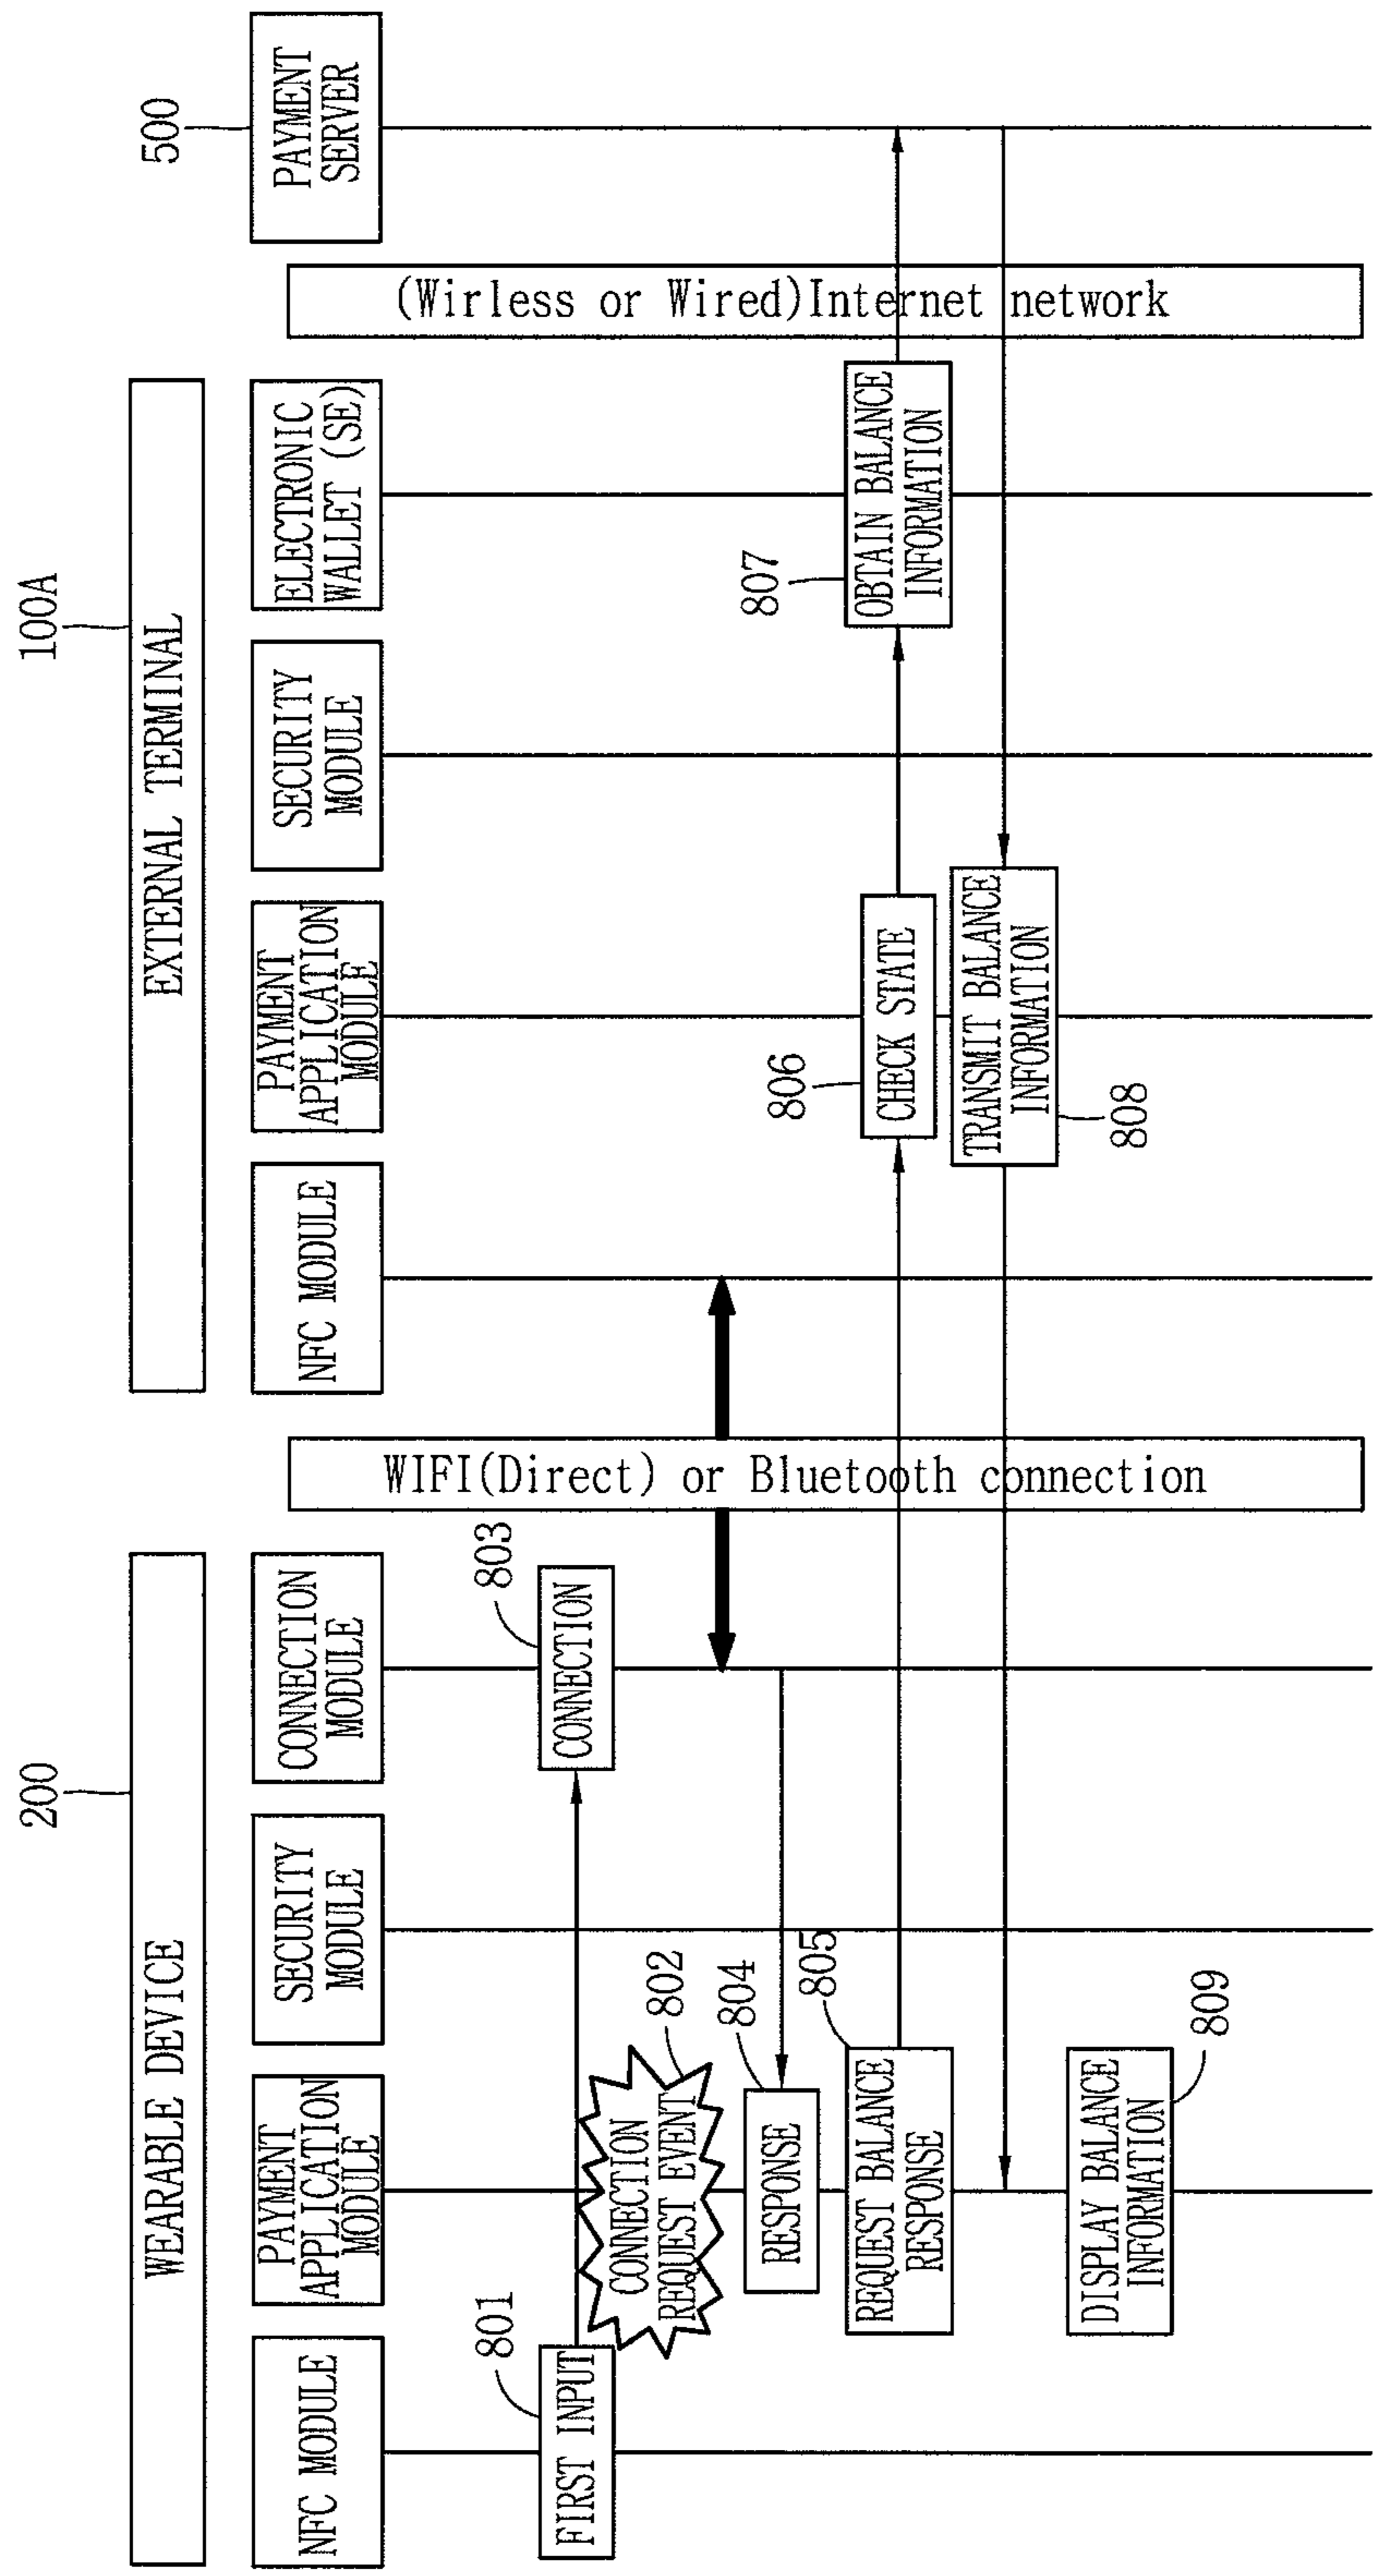 200
100A
500
WEARABLE DEVICE
EXTERNAL TERMINAL
NFC MODULE
PAYMENT
APPLICATION
MODULE
SECURITY
MODULE
CONNECTION
MODULE
NFC MODULE
PAYMENT
APPLICATION
MODULE
SECURITY
MODULE
ELECTRONIC
WALLET (SE)
PAYMENT
SERVER
WIFI(Direct) or Bluetooth connection
(Wirless or Wired)Internet network
801
FIRST INPUT
803
CONNECTION
802
CONNECTION
REQUEST EVENT
804
RESPONSE
805
REQUEST BALANCE
RESPONSE
806
CHECK STATE
807
OBTAIN BALANCE
INFORMATION
TRANSMIT BALANCE
INFORMATION
808
DISPLAY BALANCE
INFORMATION
809